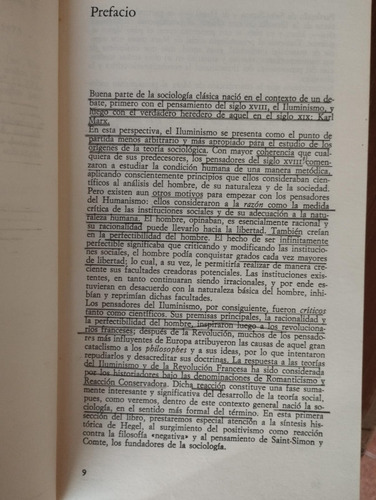 Prefacio
Buena parte de la sociología clásica nació en el contexto de un de-
bate, primero con el pensamiento del siglo XVIII, el Iluminismo, y
luego con el verdadero heredero de aquel en el siglo XIX: Karl
Marx.
En esta perspectiva, el Iluminismo se presenta como el punto de
partida menos arbitrario y más apropiado para el estudio de los
orígenes de la teoría sociológica. Con mayor coherencia que cual-
quiera de sus predecesores, los pensadores del siglo XVIII comen-
zaron a estudiar la condición humana de una manera metódica,
aplicando conscientemente principios que ellos consideraban cien-
tíficos al análisis del hombre, de su naturaleza y de la sociedad.
Pero existen aun otros motivos para empezar con los pensadores
del Humanismo: ellos consideraron a la razón como la medida
crítica de las instituciones sociales y de su adecuación a la natu-
raleza humana. El hombre, opinaban, es esencialmente racional y
su racionalidad puede llevarlo hacia la libertad. También creían
en la perfectibilidad del hombre. El hecho de ser infinitamente
perfectible significaba que criticando y modificando las institucio-
nes sociales, el hombre podía conquistar grados cada vez mayores
de libertad; lo cual, a su vez, le permitiría realizar de manera cre-
ciente sus facultades creadoras potenciales. Las instituciones exis-
tentes, en tanto continuaran siendo irracionales, y por ende es-
tuvieran en desacuerdo con la naturaleza básica del hombre, inhi-
bían y reprimían dichas facultades.
Los pensadores del Iluminismo, por consiguiente, fueron críticos
tanto como científicos. Sus premisas principales, la racionalidad y
la perfectibilidad del hombre, inspiraron luego a los revoluciona-
rios franceses; después de la Revolución, muchos de los pensado-
res más influyentes de Europa atribuyeron las causas de aquel gran
cataclismo a los philosophes y a sus ideas, por lo que intentaron
repudiarlos y desacreditar sus doctrinas. La respuesta a las teorías
del Iluminismo y de la Revolución Francesa ha sido considerada
por los historiadores bajo las denominaciones de Romanticismo y
Reacción Conservadora. Dicha reacción constituye una fase suma-
mente interesante y significativa del desarrollo de la teoría social,
pues, como veremos, dentro de este contexto general nació la so-
ciología, en el sentido más formal del término. En esta primera
sección del libro, prestaremos especial atención a la síntesis his-
tórica de Hegel, al surgimiento del positivismo como reacción
contra la filosofía «negativa» y al pensamiento de Saint-Simon y
Comte, los fundadores de la sociología.
9